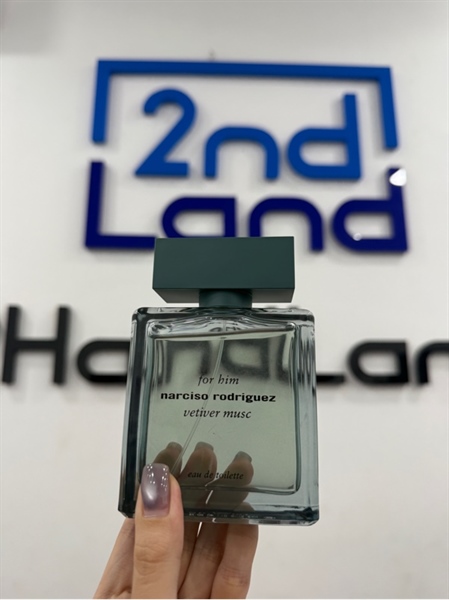 2nd
Land
for him
narciso rodriguez
vetiver musc
eau de toilette